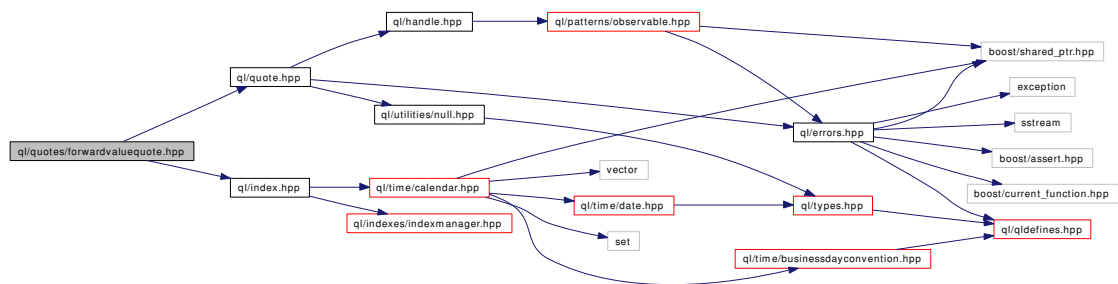 ql/handle.hpp
ql/patterns/observable.hpp
boost/shared_ptr.hpp
ql/quote.hpp
exception
ql/utilities/null.hpp
sstream
ql/errors.hpp
ql/quotes/forwardvaluequote.hpp
boost/assert.hpp
vector
ql/index.hpp
ql/time/calendar.hpp
boost/current_function.hpp
ql/time/date.hpp
ql/types.hpp
ql/indexes/indexmanager.hpp
ql/qldefines.hpp
set
ql/time/businessdayconvention.hpp